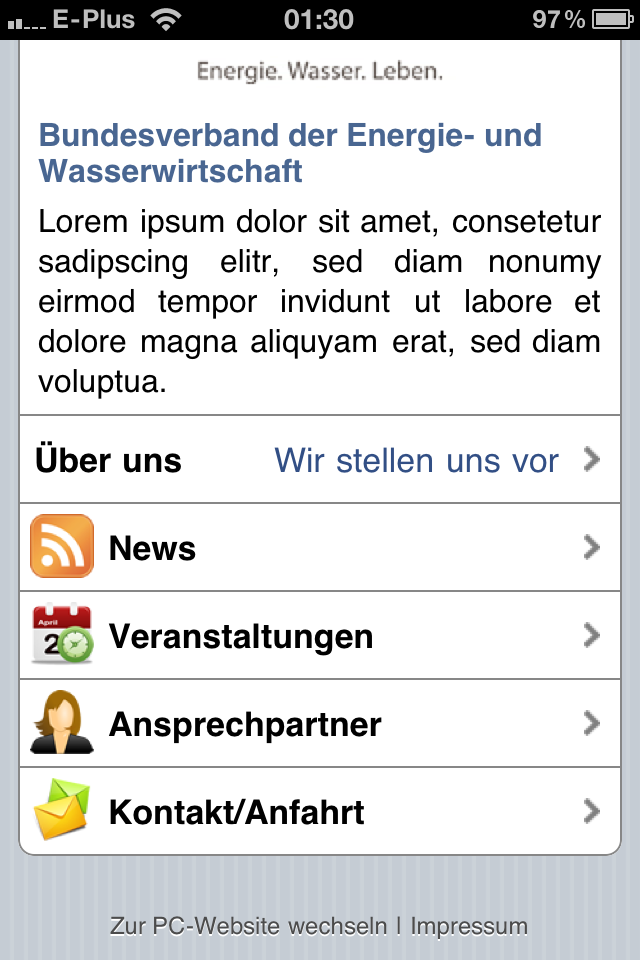 E-Plus 01:30 97%
Energie. Wasser. Leben.
Bundesverband der Energie- und
Wasserwirtschaft
Lorem ipsum dolor sit amet, consetetur
sadipscing elitr, sed diam nonumy
eirmod tempor invidunt ut labore et
dolore magna aliquyam erat, sed diam
voluptua.
Über uns Wir stellen uns vor
News
April
2
Veranstaltungen
Ansprechpartner
Kontakt/Anfahrt
Zur PC-Website wechseln | Impressum